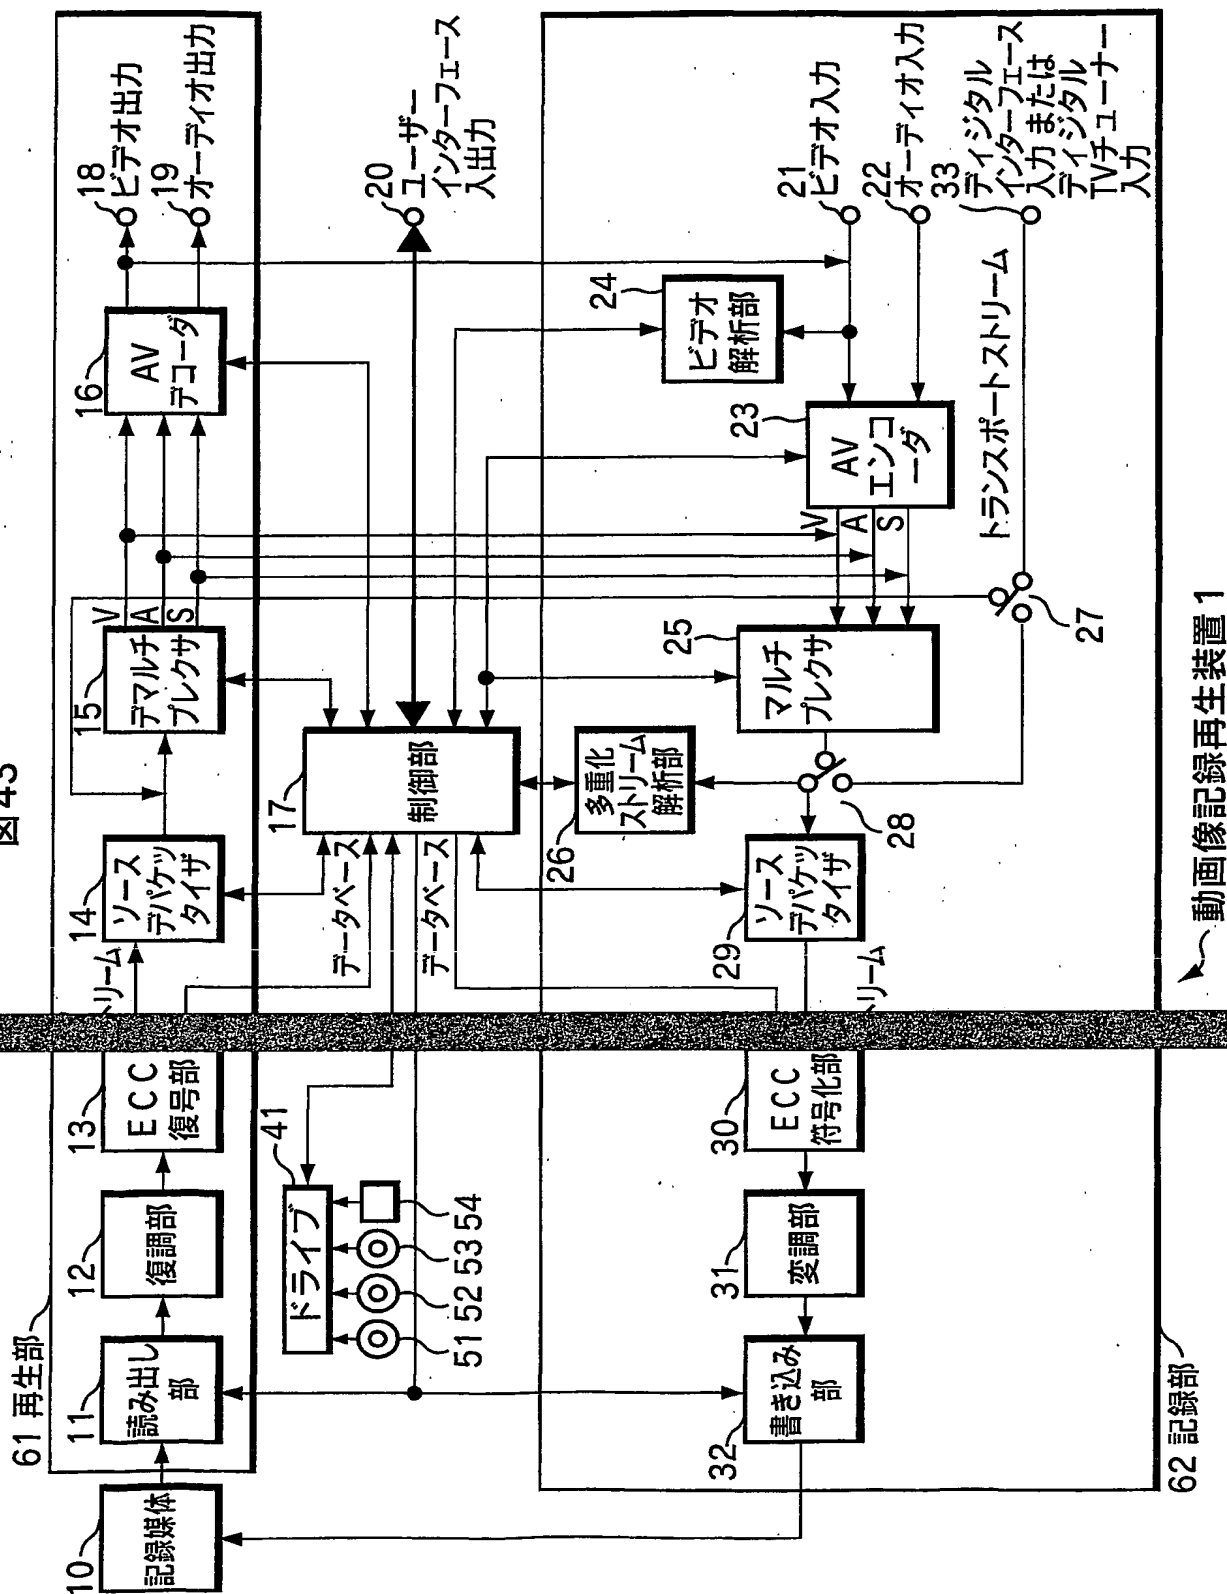 図43
61 再生部
10
記録媒体
11
読み出し
部
12
復調部
13
ECC
復号部
リーム
14
ソース
デパケッ
タイザ
15
デマルチ
プレクサ
V
A
S
16
AV
デコーダ
18
ビデオ出力
19
オーディオ出力
41
ドライブ
51
52
53
54
データベース
データベース
17
制御部
20
ユーザー
インターフェース
入出力
26
多重化
ストリーム
解析部
24
ビデオ
解析部
21
ビデオ入力
22
オーディオ入力
33
ディジタル
インターフェース
入力または
ディジタル
TVチューナー
入力
23
AV
エンコ
ーダ
V
A
S
トランスポートストリーム
25
マルチ
プレクサ
27
28
29
ソース
デパケッ
タイザ
リーム
30
ECC
符号化部
31
変調部
32
書き込み
部
62 記録部
動画像記録再生装置 1